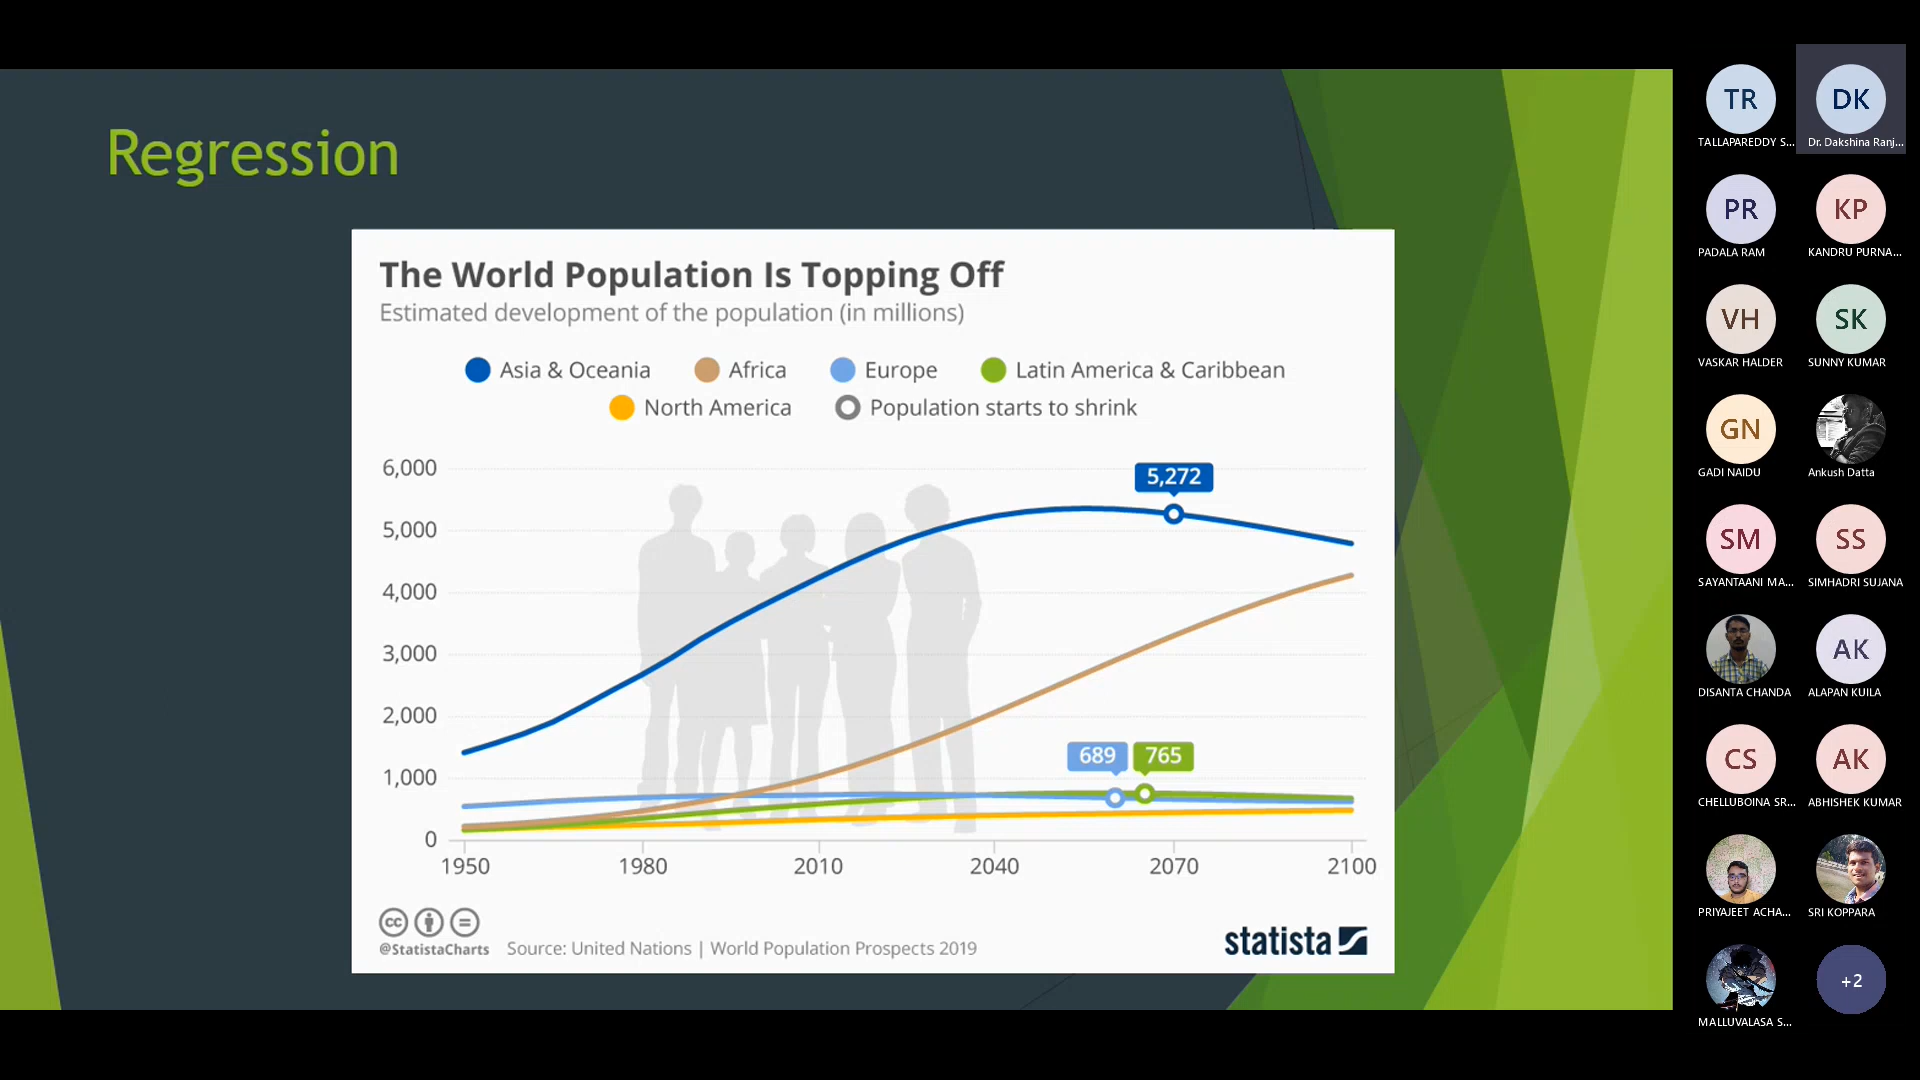 Regression
The World Population Is Topping Off
Estimated development of the population (in millions)
Asia & Oceania Africa Europe Latin America & Caribbean
North America Population starts to shrink
6,000
5,272
5,000
4,000
3,000
2,000
689 765
1,000
0
1950 1980 2010 2040 2070 2100
cc
@StatistaCharts Source: United Nations | World Population Prospects 2019
statista
TR DK
TALLAPAREDDY S... Dr. Dakshina Ranj...
PR KP
PADALA RAM KANDRU PURNA...
VH SK
VASKAR HALDER SUNNY KUMAR
GN
GADI NAIDU Ankush Datta
SM SS
SAYANTAANI MA... SIMHADRI SUJANA
AK
DISANTA CHANDA ALAPAN KUILA
CS AK
CHELLUBOINA SR... ABHISHEK KUMAR
PRIYAJEET ACHA... SRI KOPPARA
+2
MALLUVALASA S...